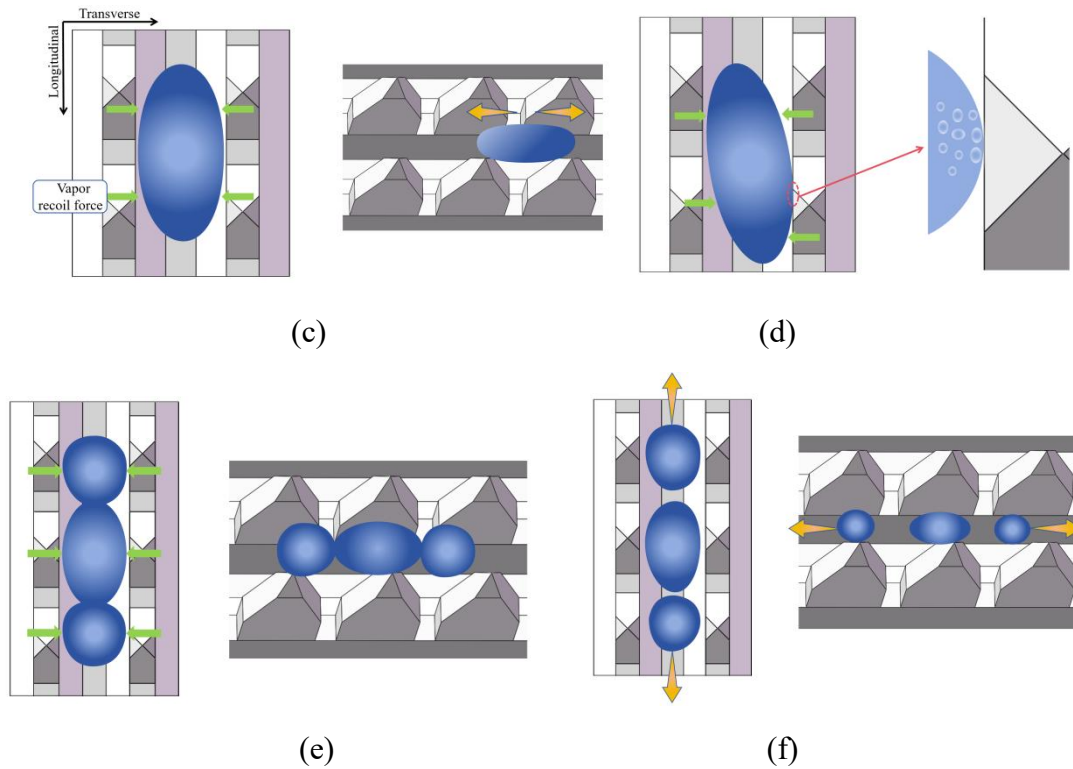 Transverse
Longitudinal
Vapor
recoil force
(c)
(d)
(e)
(f)